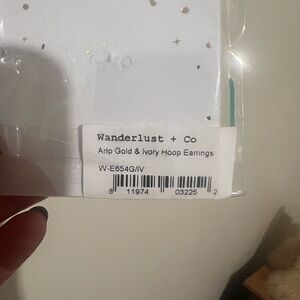 Wanderlust + Co
Arlo Gold & Ivory Hoop Earrings
W-E654G/IV
8 11974 03225 2